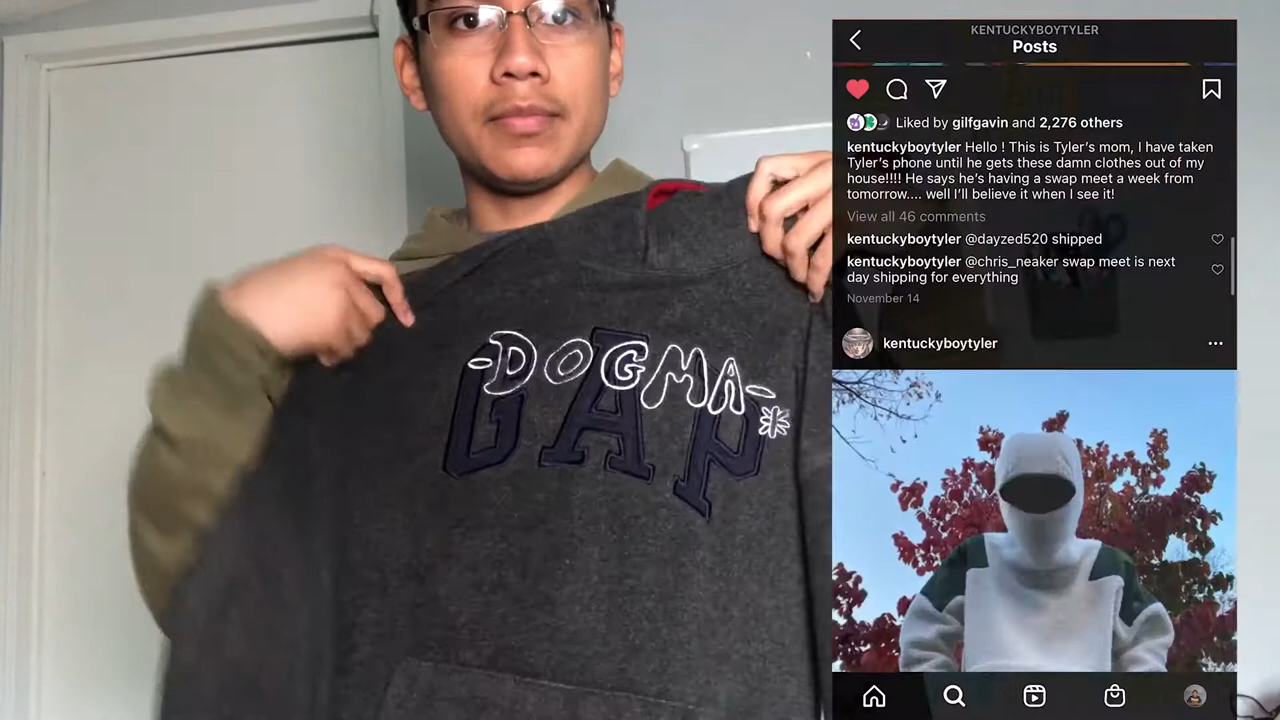 -DOGMA-*
GAP
KENTUCKYBOYTYLER
Posts
Liked by gilfgavin and 2,276 others
kentuckyboytyler Hello ! This is Tyler's mom, I have taken
Tyler's phone until he gets these damn clothes out of my
house!!!! He says he's having a swap meet a week from
tomorrow.... well I'll believe it when I see it!
View all 46 comments
kentuckyboytyler @dayzed520 shipped
kentuckyboytyler @chris_neaker swap meet is next
day shipping for everything
November 14
kentuckyboytyler